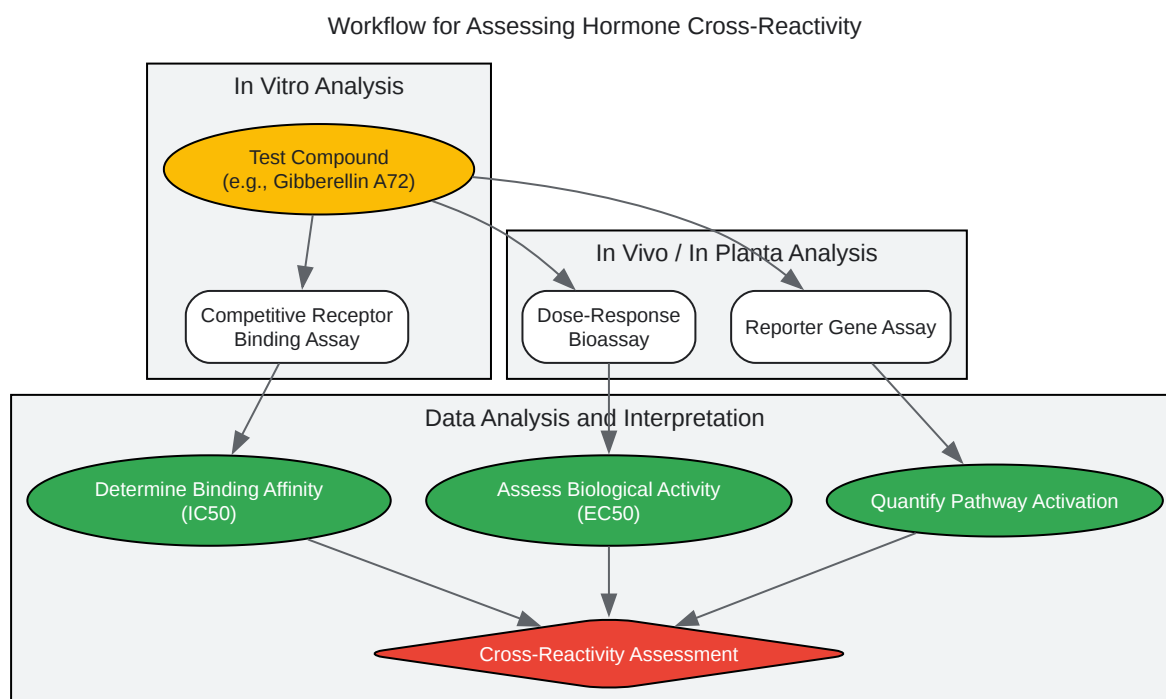 Workflow for Assessing Hormone Cross-Reactivity
In Vitro Analysis
Test Compound
(e.g., Gibberellin A72)
In Vivo / In Planta Analysis
Competitive Receptor
Binding Assay
Dose-Response
Bioassay
Reporter Gene Assay
Data Analysis and Interpretation
Determine Binding Affinity
(IC50)
Assess Biological Activity
(EC50)
Quantify Pathway Activation
Cross-Reactivity Assessment